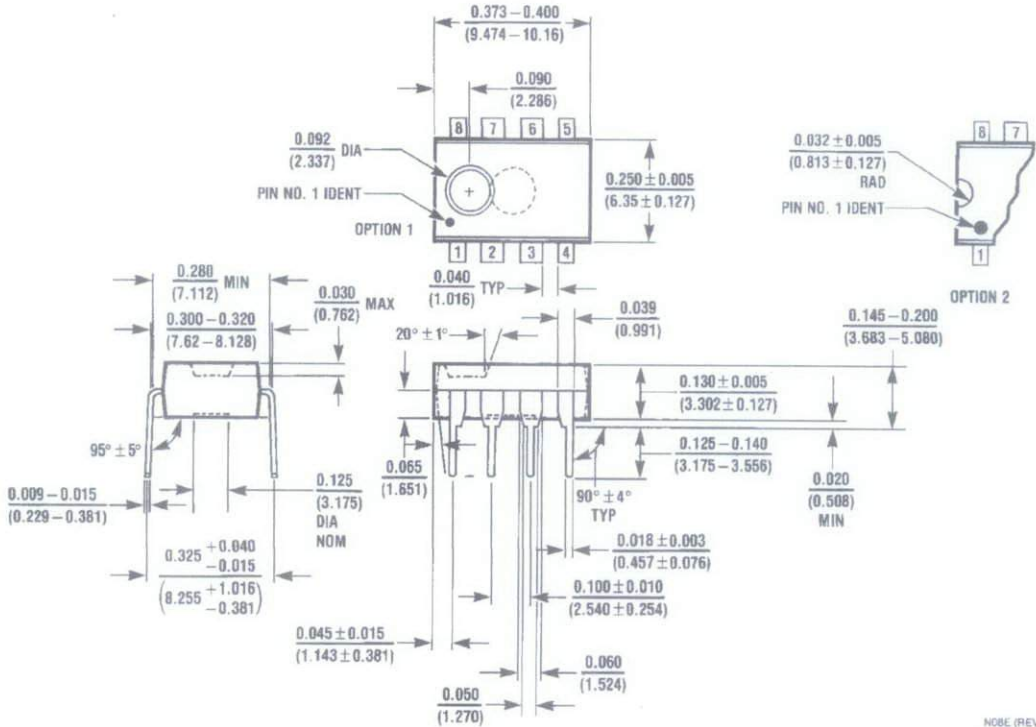 0.373 – 0.400
(9.474 – 10.16)
0.090
(2.286)
8 7 6 5
0.092 DIA
(2.337)
PIN NO. 1 IDENT
OPTION 1
1 2 3 4
0.250 ± 0.005
(6.35 ± 0.127)
0.032 ± 0.005
(0.813 ± 0.127)
RAD
PIN NO. 1 IDENT
8 7
1
OPTION 2
0.280 MIN
(7.112)
0.300 – 0.320
(7.62 – 8.128)
0.030 MAX
(0.762)
0.040 TYP
(1.016)
0.039
(0.991)
20° ± 1°
0.145 – 0.200
(3.683 – 5.080)
0.130 ± 0.005
(3.302 ± 0.127)
0.125 – 0.140
(3.175 – 3.556)
0.020
(0.508)
MIN
95° ± 5°
0.065
(1.651)
90° ± 4°
TYP
0.009 – 0.015
(0.229 – 0.381)
0.125
(3.175)
DIA
NOM
0.018 ± 0.003
(0.457 ± 0.076)
0.325 +0.040
–0.015
(8.255 +1.016
–0.381)
0.100 ± 0.010
(2.540 ± 0.254)
0.045 ± 0.015
(1.143 ± 0.381)
0.060
(1.524)
0.050
(1.270)
(REV